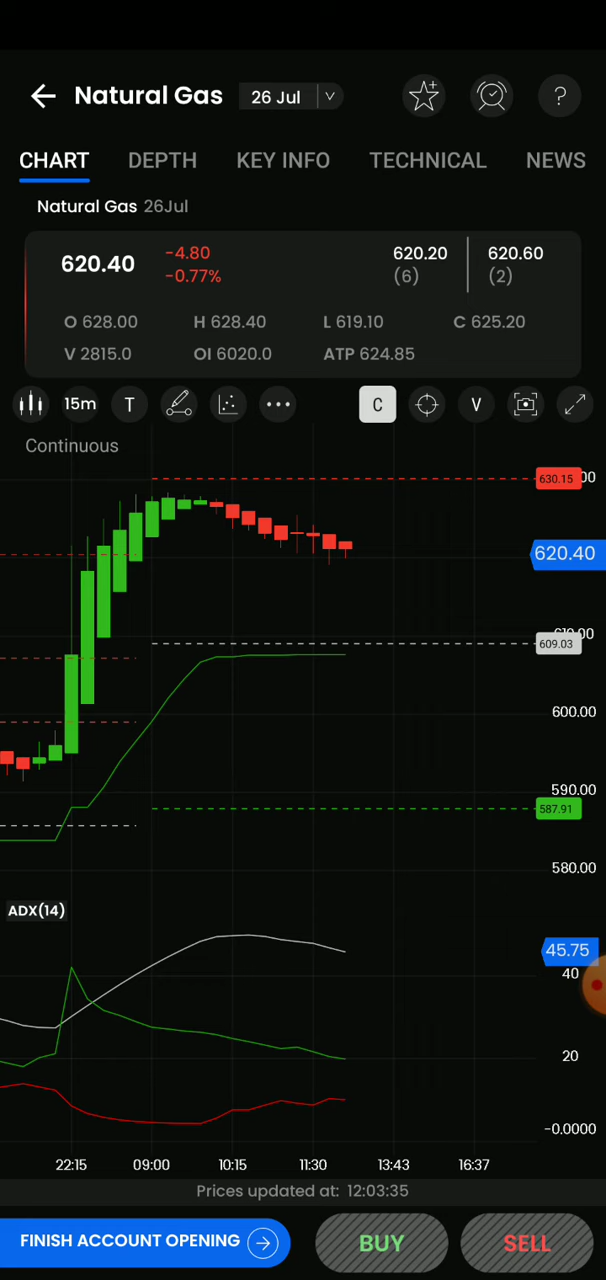 Natural Gas 26 Jul ?
CHART DEPTH KEY INFO TECHNICAL NEWS
Natural Gas 26Jul
620.40 -4.80 620.20 620.60
-0.77% (6) (2)
O 628.00 H 628.40 L 619.10 C 625.20
V 2815.0 OI 6020.0 ATP 624.85
15m T C V
Continuous
630.15
620.40
609.03
600.00
590.00
587.91
580.00
ADX(14)
45.75
40
20
-0.0000
22:15 09:00 10:15 11:30 13:43 16:37
Prices updated at: 12:03:35
FINISH ACCOUNT OPENING BUY SELL